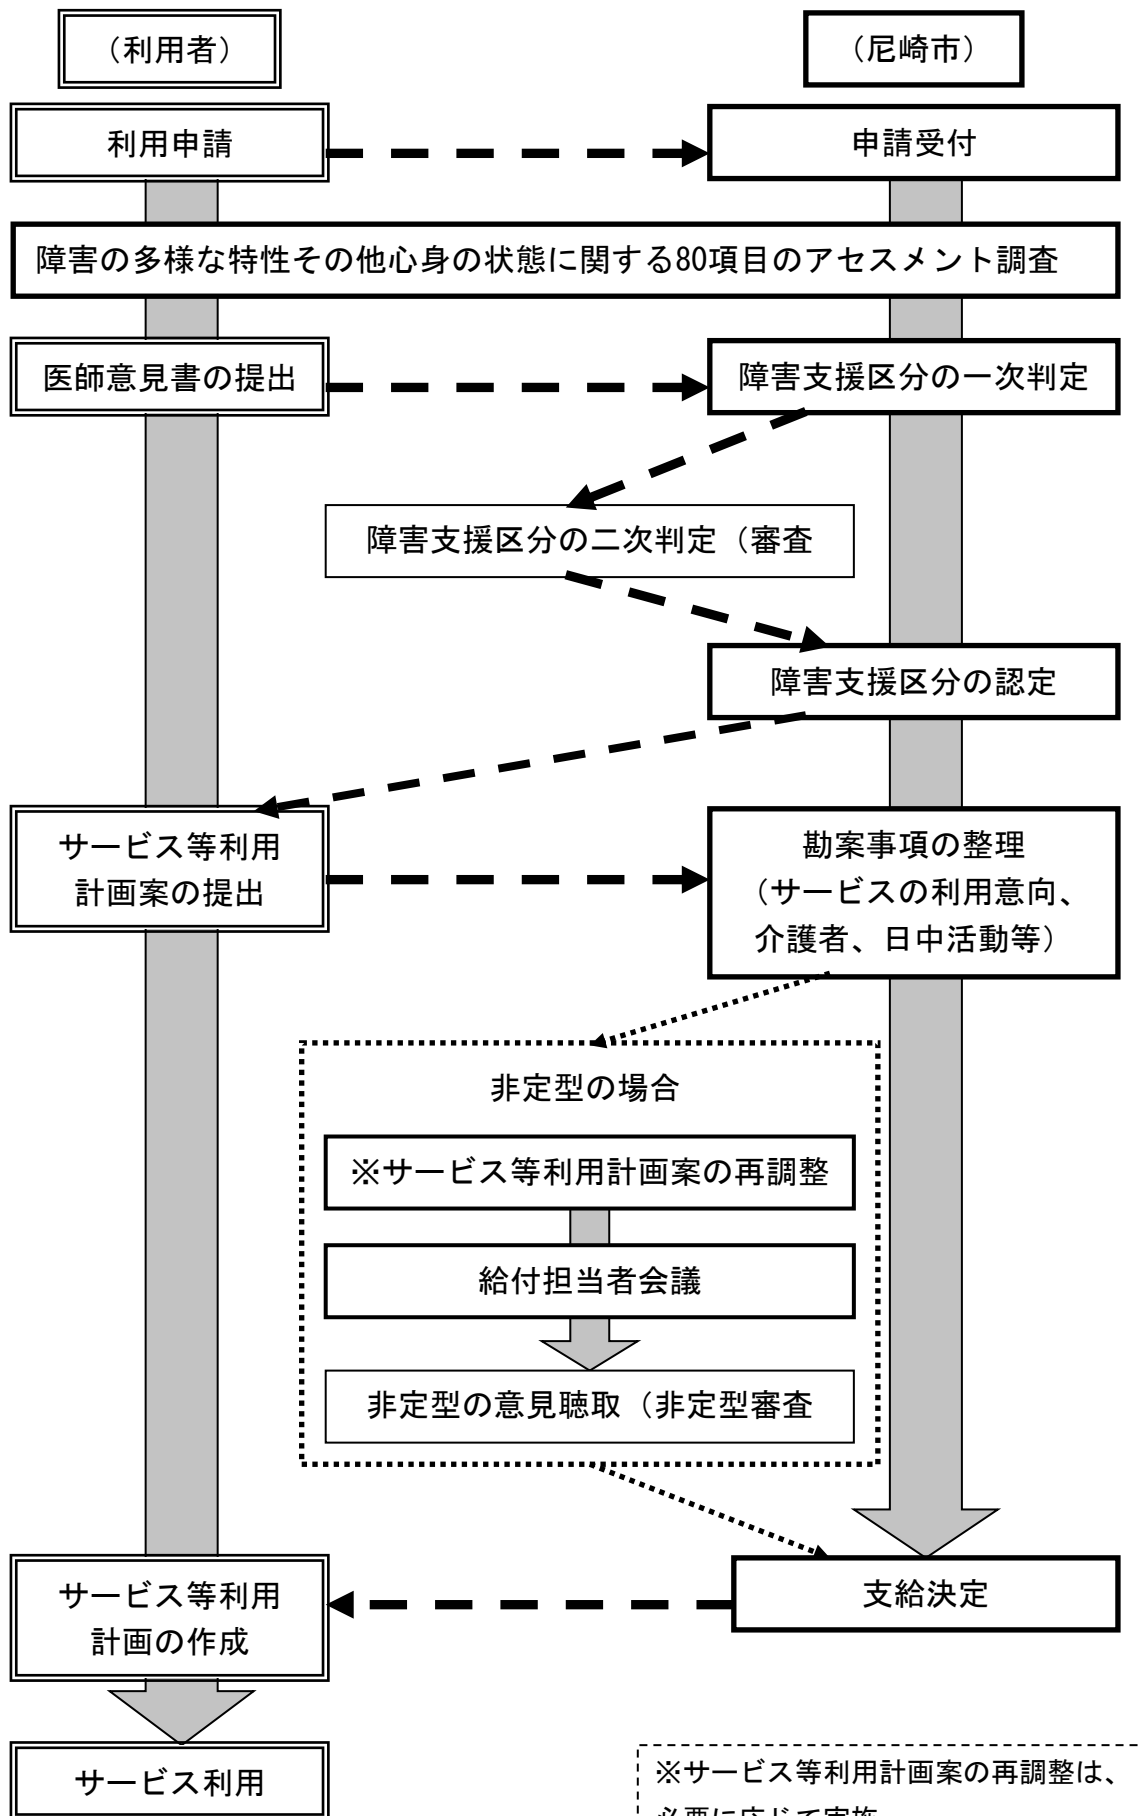 （利用者）
（尼崎市）
利用申請
申請受付
障害の多様な特性その他心身の状態に関する80項目のアセスメント調査
医師意見書の提出
障害支援区分の一次判定
障害支援区分の二次判定（審査
障害支援区分の認定
サービス等利用
計画案の提出
勘案事項の整理
（サービスの利用意向、
介護者、日中活動等）
非定型の場合
※サービス等利用計画案の再調整
給付担当者会議
非定型の意見聴取（非定型審査
サービス等利用
計画の作成
支給決定
サービス利用
※サービス等利用計画案の再調整は、
必要に応じて実施